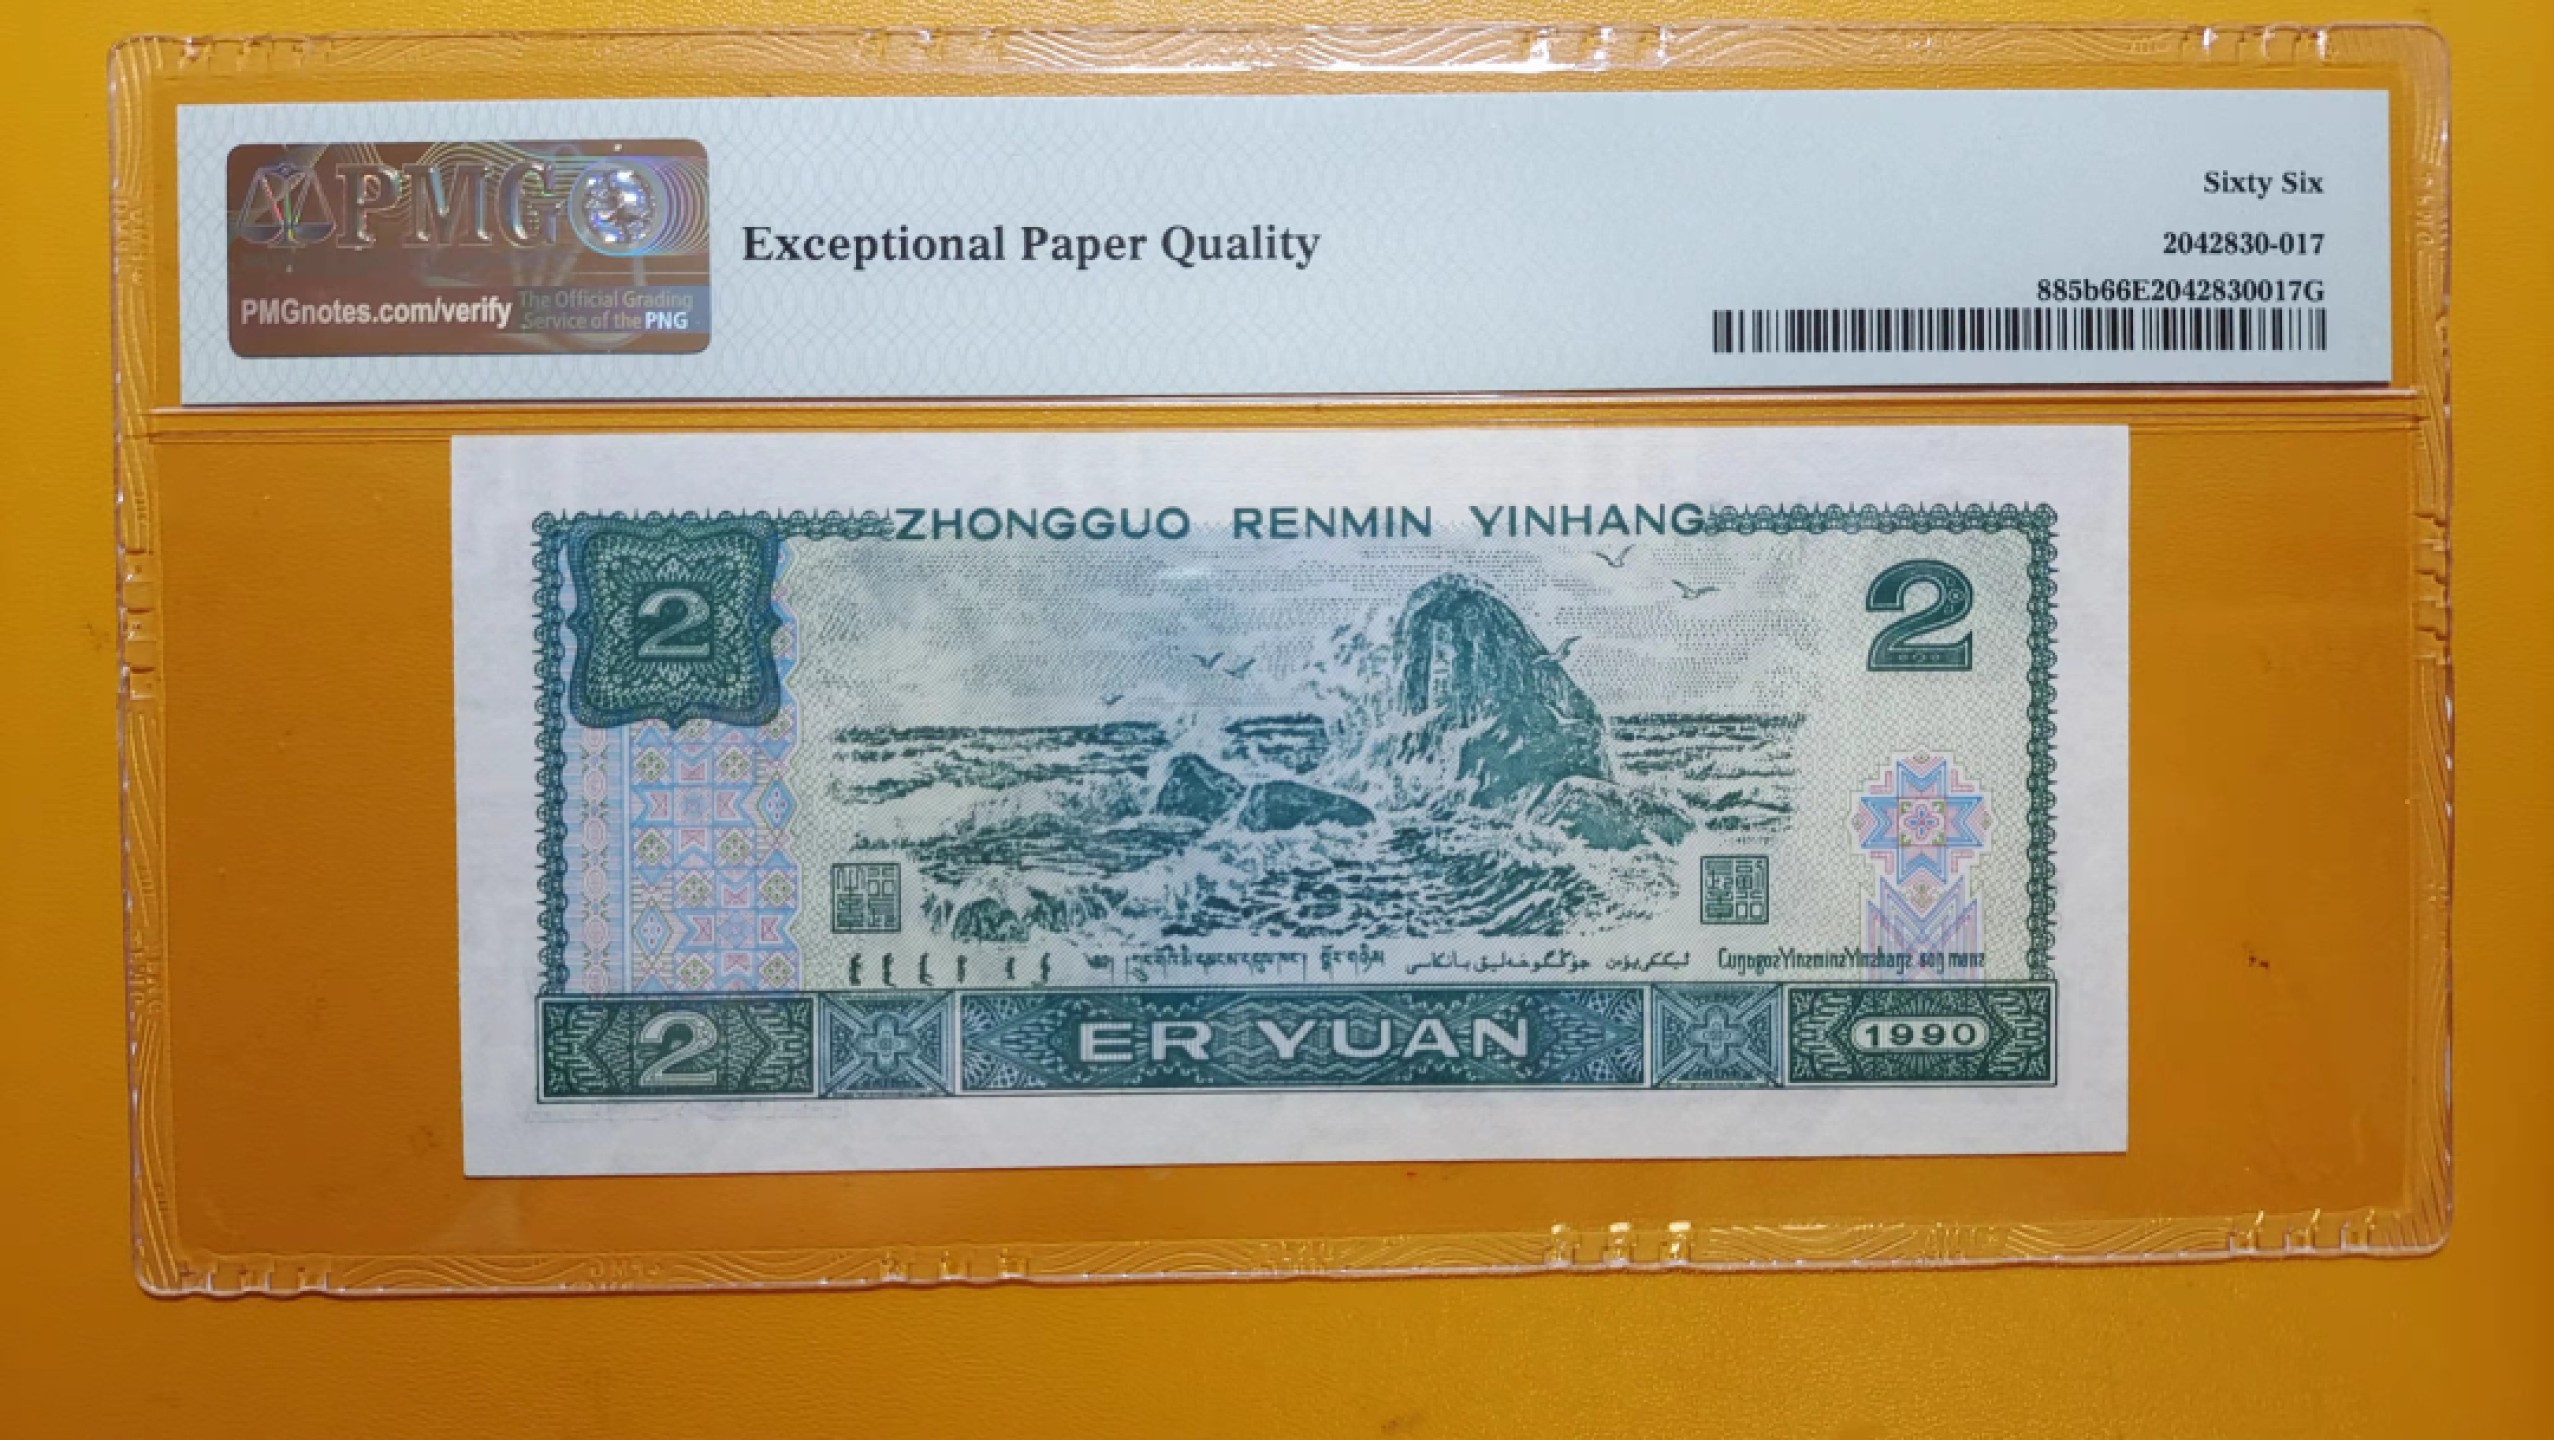 PMG
PMGnotes.com/verify
The Official Grading
Service of the PNG
Exceptional Paper Quality
Sixty Six
2042830-017
885b66E2042830017G
ZHONGGUO RENMIN YINHANG
2
2
2
ER YUAN
1990